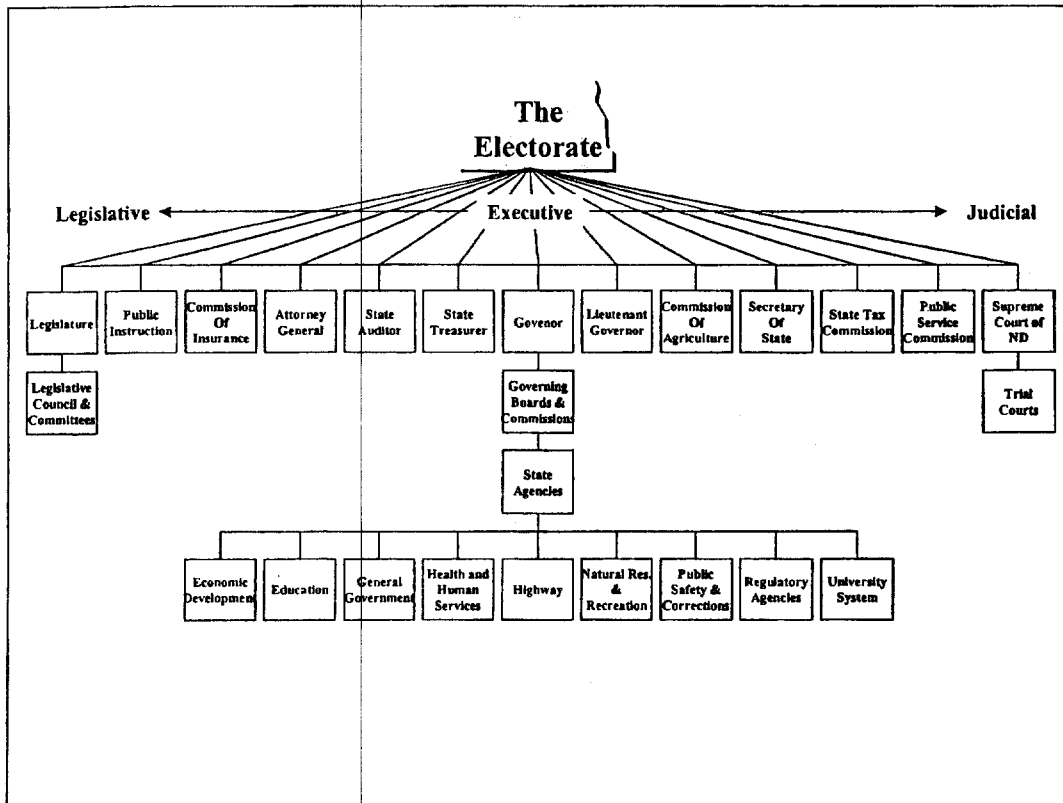 The
Electorate
Legislative
Executive
Judicial
Legislature
Public
Instruction
Commission
Of
Insurance
Attorney
General
State
Auditor
State
Treasurer
Govenor
Lieutenant
Governor
Commission
Of
Agriculture
Secretary
Of
State
State Tax
Commission
Public
Service
Commission
Supreme
Court of
ND
Legislative
Council &
Committees
Governing
Boards &
Commissions
Trial
Courts
State
Agencies
Economic
Development
Education
General
Government
Health and
Human
Services
Highway
Natural Res.
&
Recreation
Public
Safety &
Corrections
Regulatory
Agencies
University
System